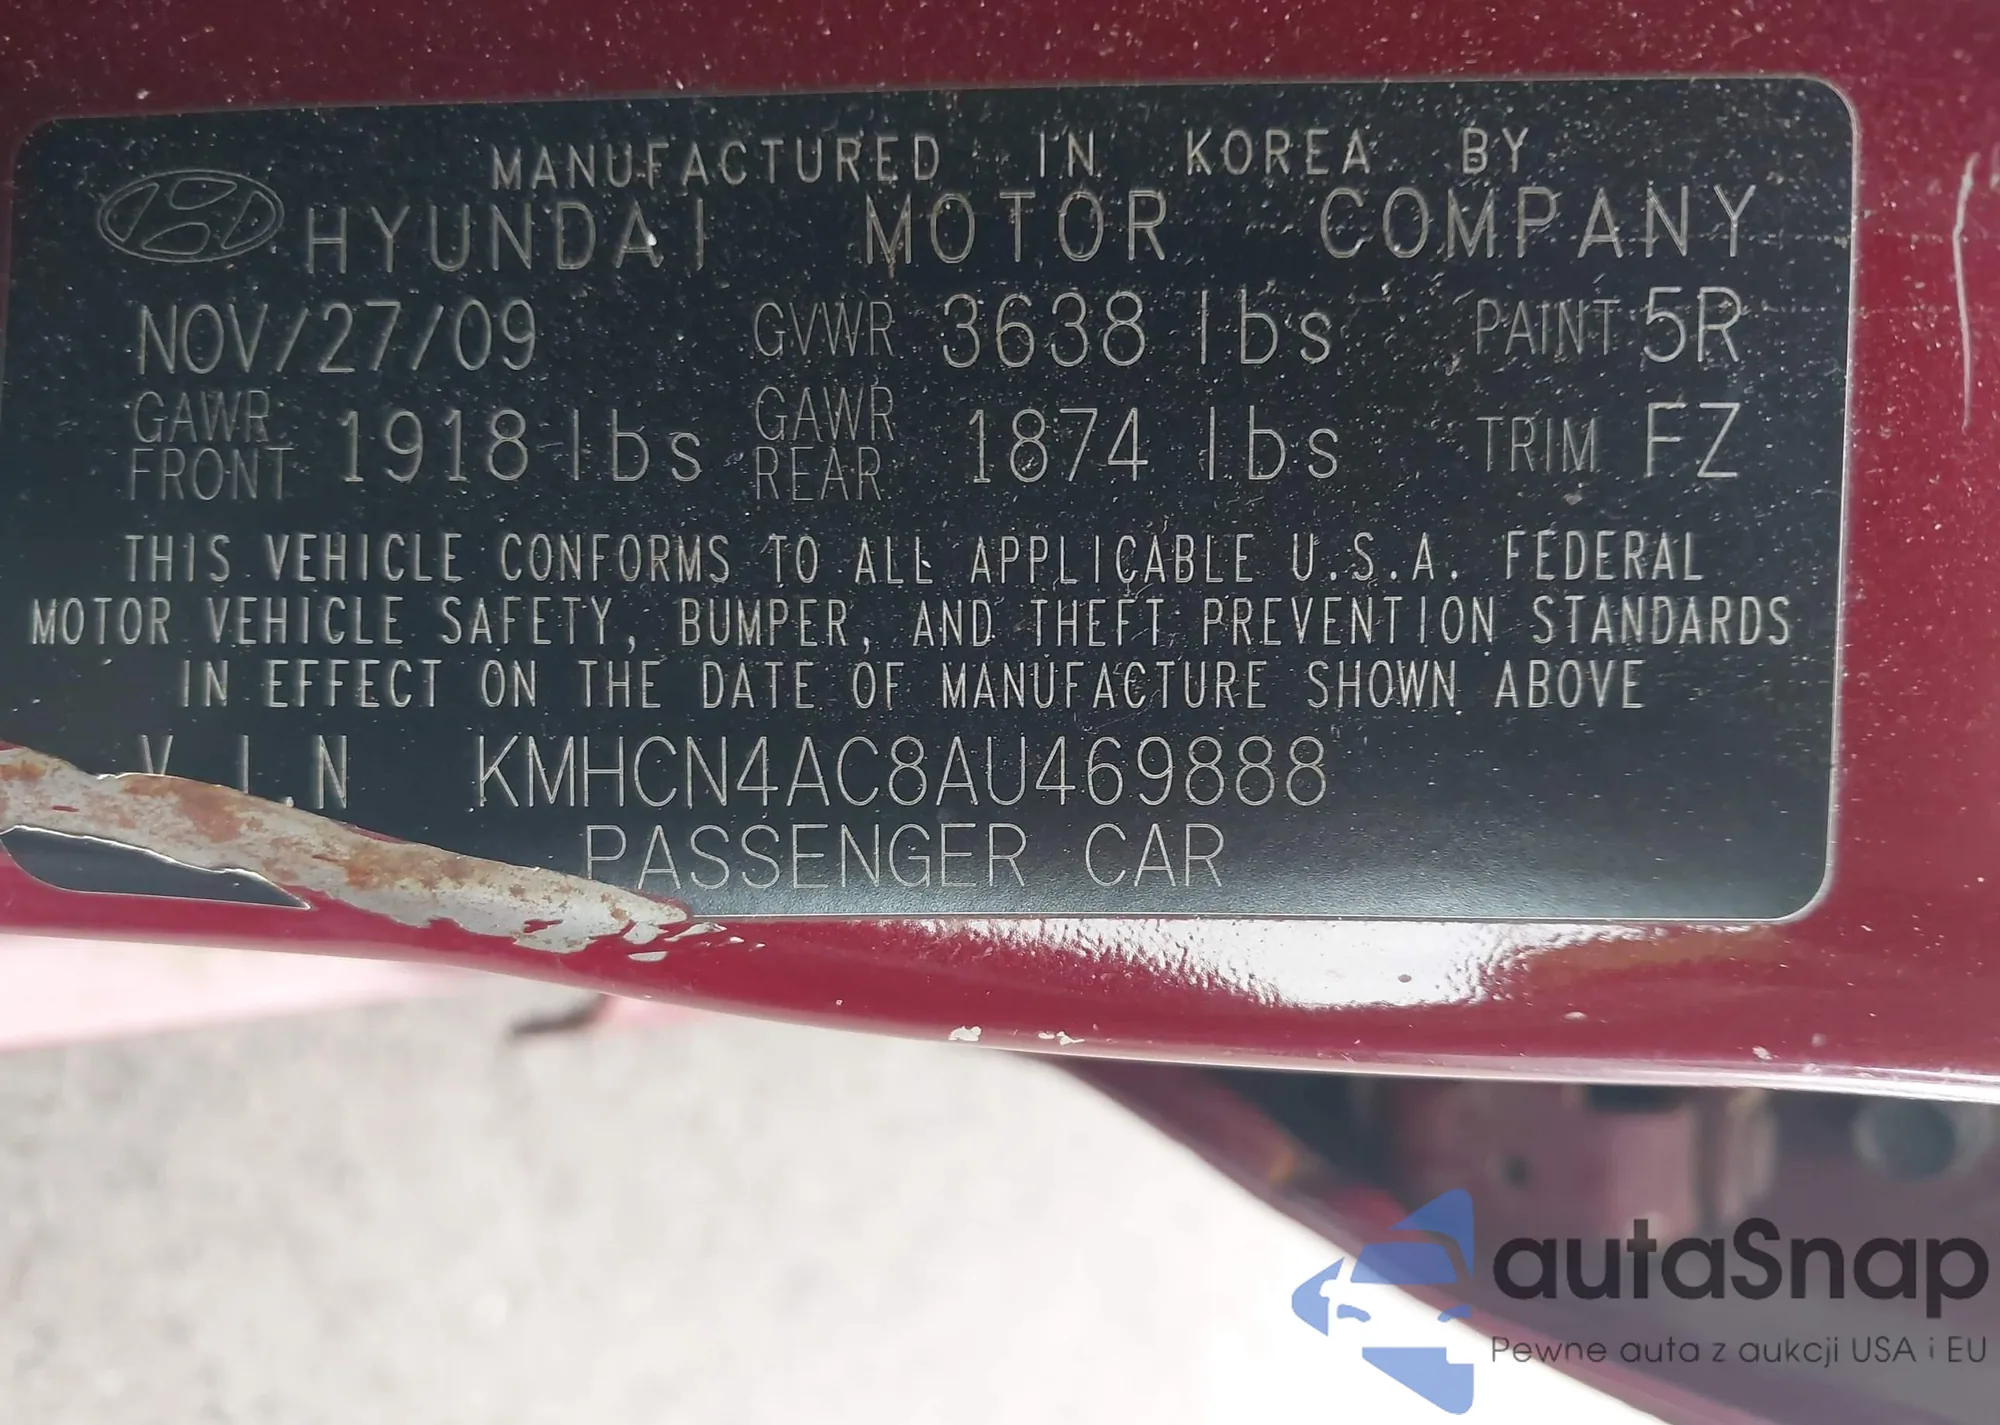 MANUFACTURED IN KOREA BY
HYUNDAI MOTOR COMPANY
NOV/27/09 GVWR 3638 lbs PAINT 5R
GAWR FRONT 1918 lbs GAWR REAR 1874 lbs TRIM FZ
THIS VEHICLE CONFORMS TO ALL APPLICABLE U.S.A. FEDERAL
MOTOR VEHICLE SAFETY, BUMPER, AND THEFT PREVENTION STANDARDS
IN EFFECT ON THE DATE OF MANUFACTURE SHOWN ABOVE
V.I.N KMHCN4AC8AU469888
PASSENGER CAR
autaSnap
Pewne auta z aukcji USA i EU